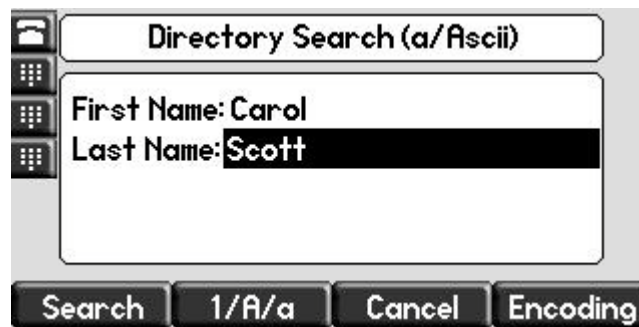 Directory Search (a/Ascii)
First Name: Carol
Last Name: Scott
Search 1/A/a Cancel Encoding